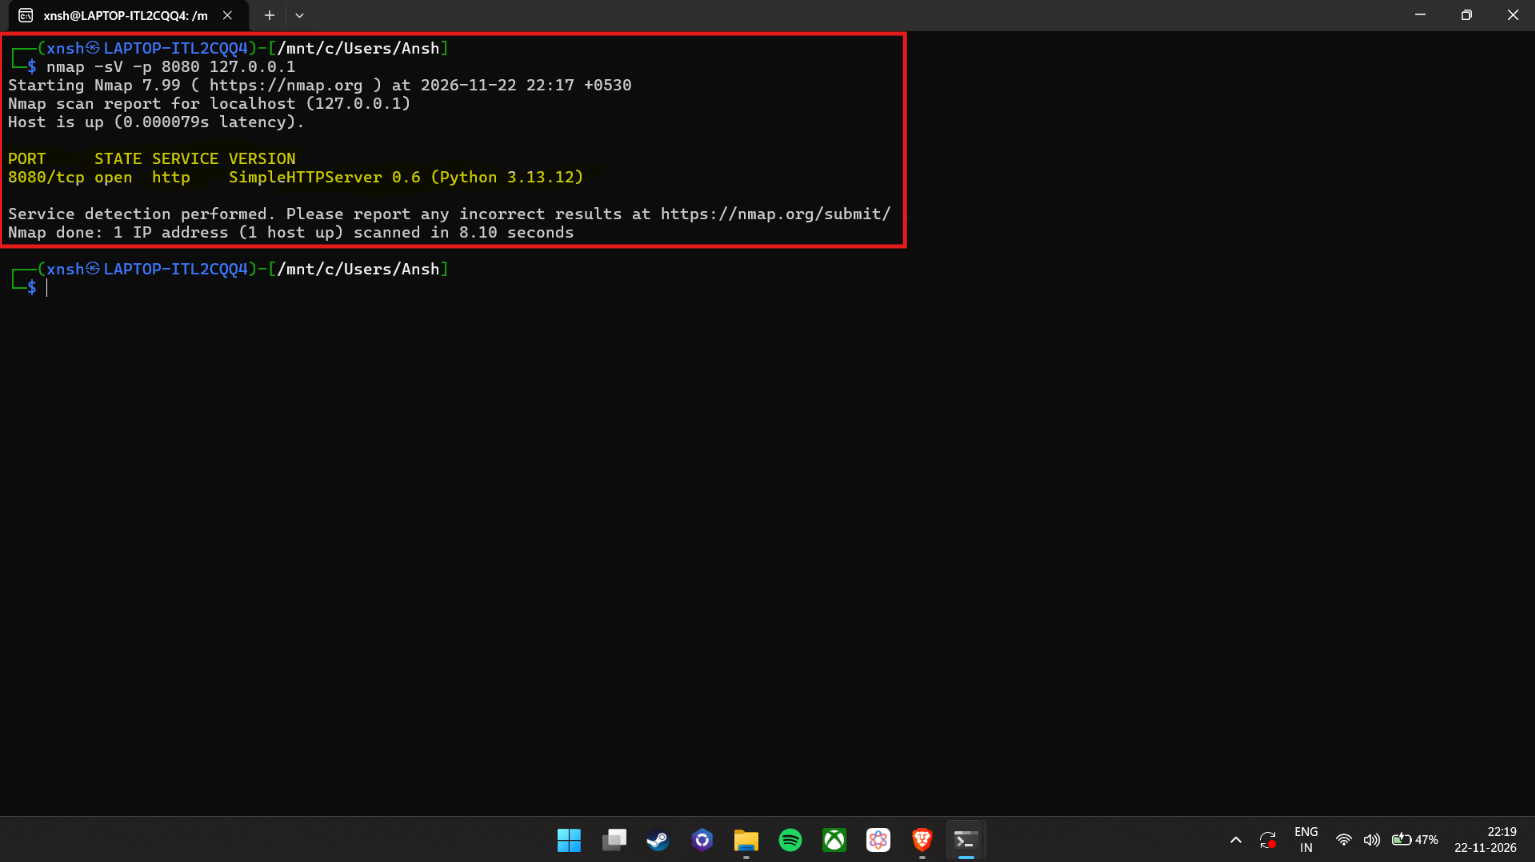 xnsh@LAPTOP-ITL2CQQ4: /m
┌──(xnsh㉿LAPTOP-ITL2CQQ4)-[/mnt/c/Users/Ansh]
└─$ nmap -sV -p 8080 127.0.0.1
Starting Nmap 7.99 ( https://nmap.org ) at 2026-11-22 22:17 +0530
Nmap scan report for localhost (127.0.0.1)
Host is up (0.000079s latency).
PORT     STATE SERVICE VERSION
8080/tcp open  http    SimpleHTTPServer 0.6 (Python 3.13.12)
Service detection performed. Please report any incorrect results at https://nmap.org/submit/
Nmap done: 1 IP address (1 host up) scanned in 8.10 seconds
┌──(xnsh㉿LAPTOP-ITL2CQQ4)-[/mnt/c/Users/Ansh]
└─$
ENG
IN
47%
22:19
22-11-2026